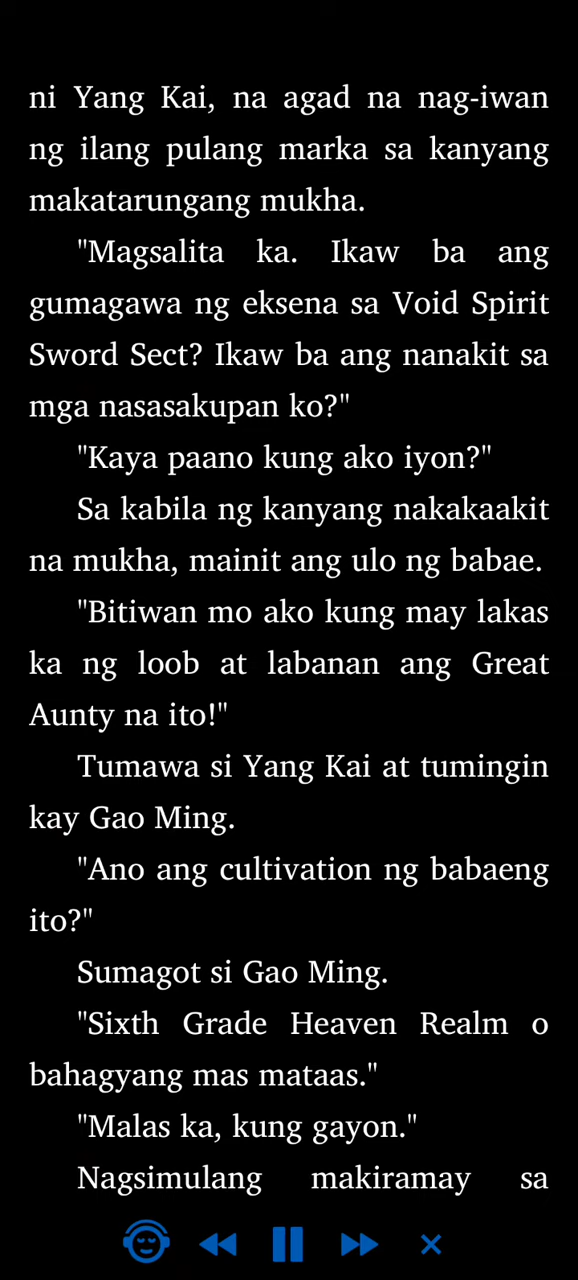 ni Yang Kai, na agad na nag-iwan
ng ilang pulang marka sa kanyang
makatarungang mukha.
"Magsalita ka. Ikaw ba ang
gumagawa ng eksena sa Void Spirit
Sword Sect? Ikaw ba ang nanakit sa
mga nasasakupan ko?"
"Kaya paano kung ako iyon?"
Sa kabila ng kanyang nakakaakit
na mukha, mainit ang ulo ng babae.
"Bitiwan mo ako kung may lakas
ka ng loob at labanan ang Great
Aunty na ito!"
Tumawa si Yang Kai at tumingin
kay Gao Ming.
"Ano ang cultivation ng babaeng
ito?"
Sumagot si Gao Ming.
"Sixth Grade Heaven Realm o
bahagyang mas mataas."
"Malas ka, kung gayon."
Nagsimulang makiramay sa